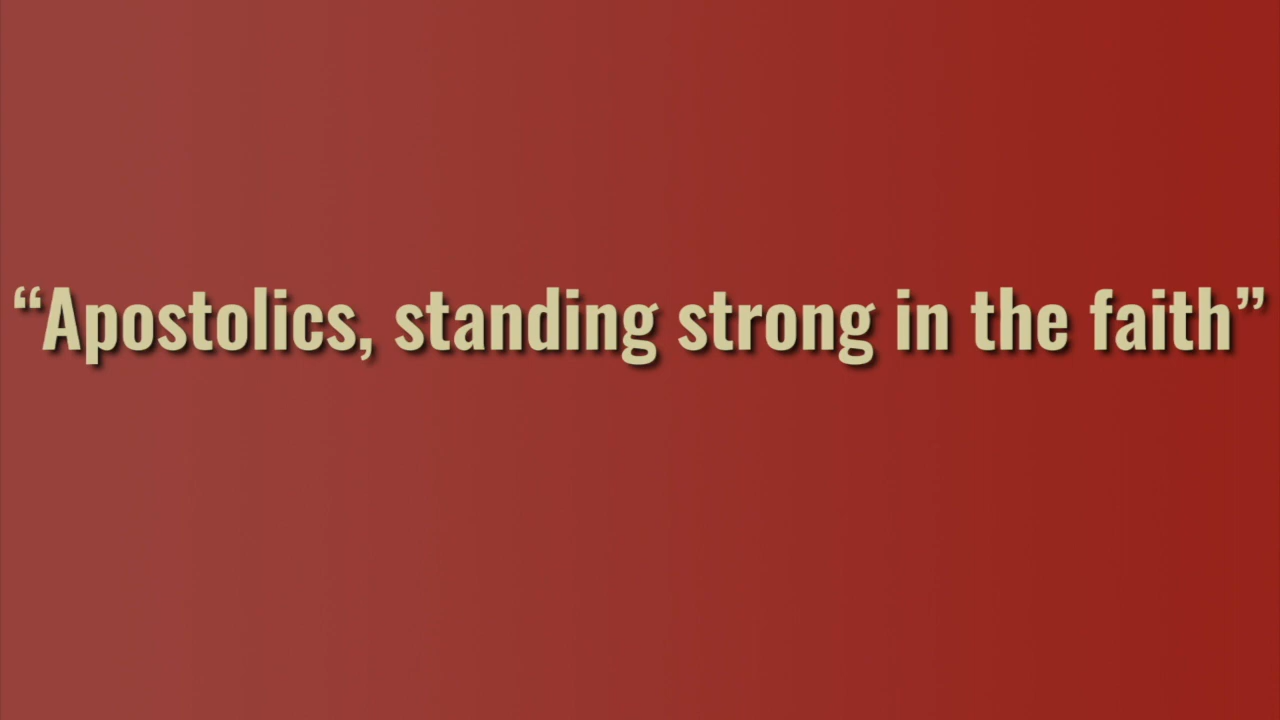 “Apostolics, standing strong in the faith”